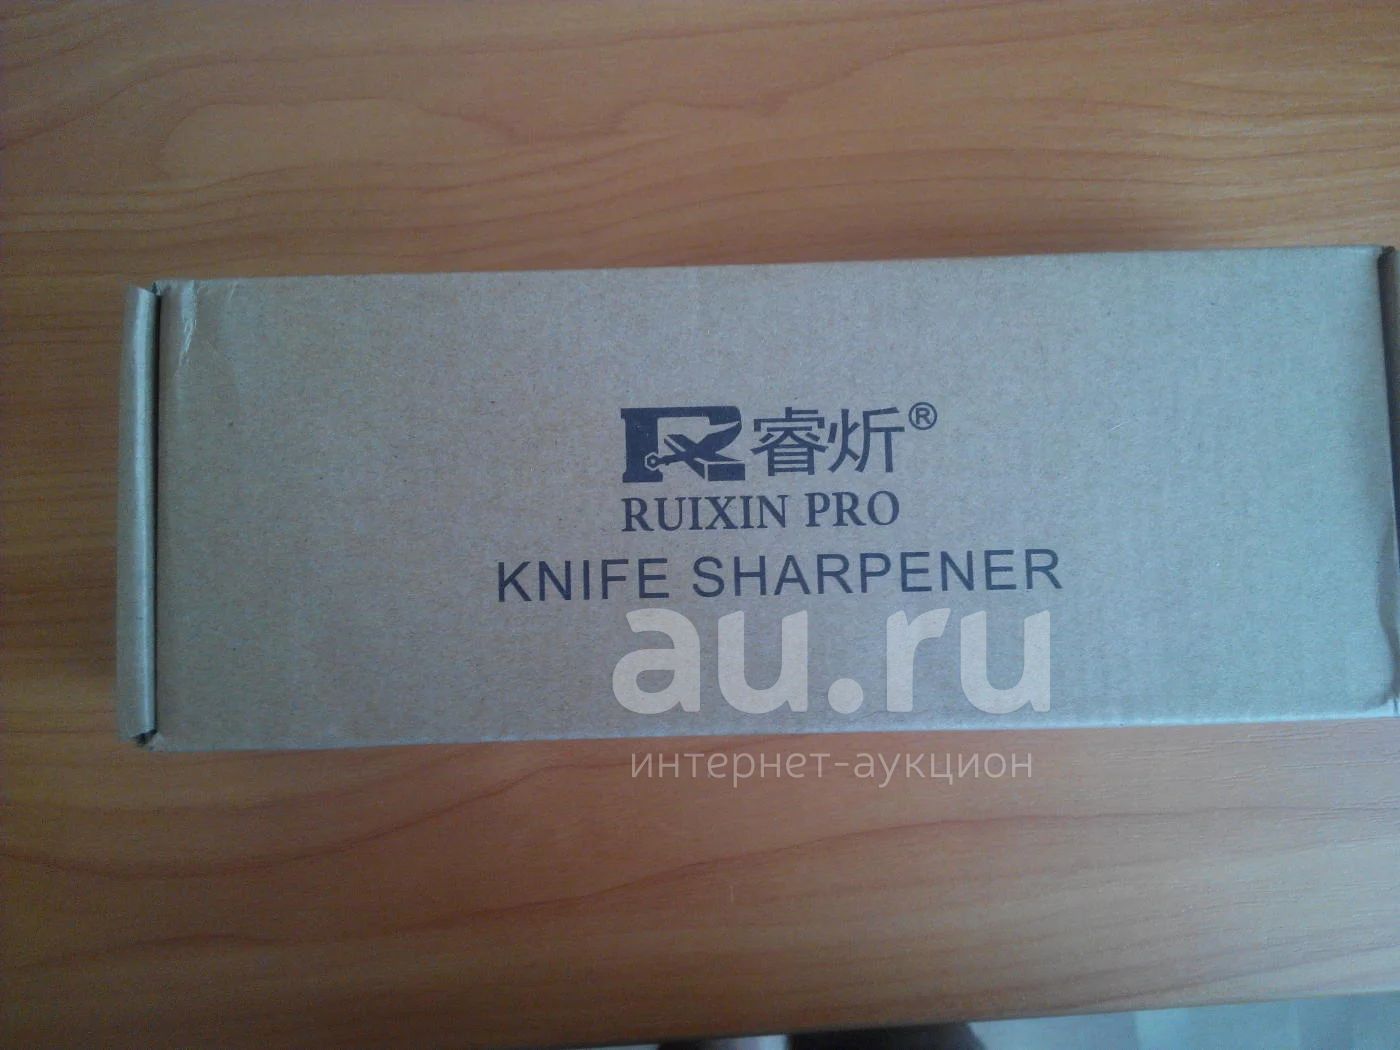 睿炘®
RUIXIN PRO
KNIFE SHARPENER
au.ru
интернет-аукцион